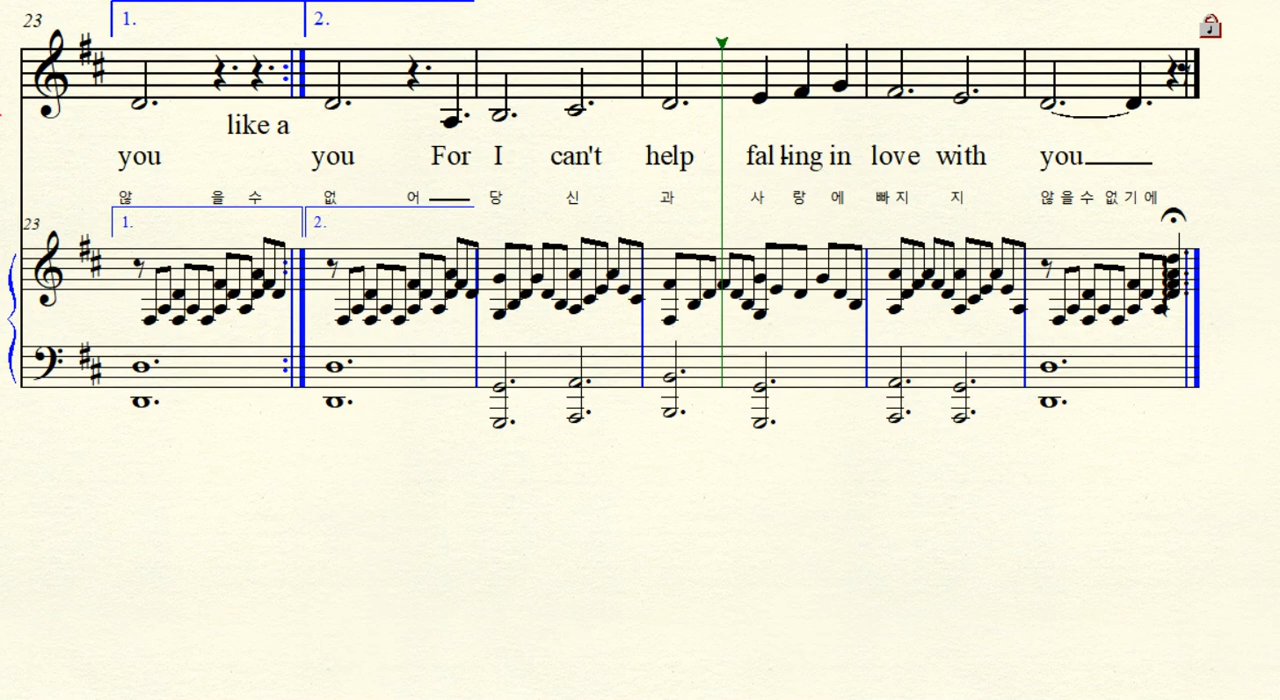 23
1. 2.
like a
you you For I can't help fal ling in love with you
않 을 수 없 어 당 신 과 사 랑 에 빠 지 지 않 을 수 없 기 에
23
1. 2.